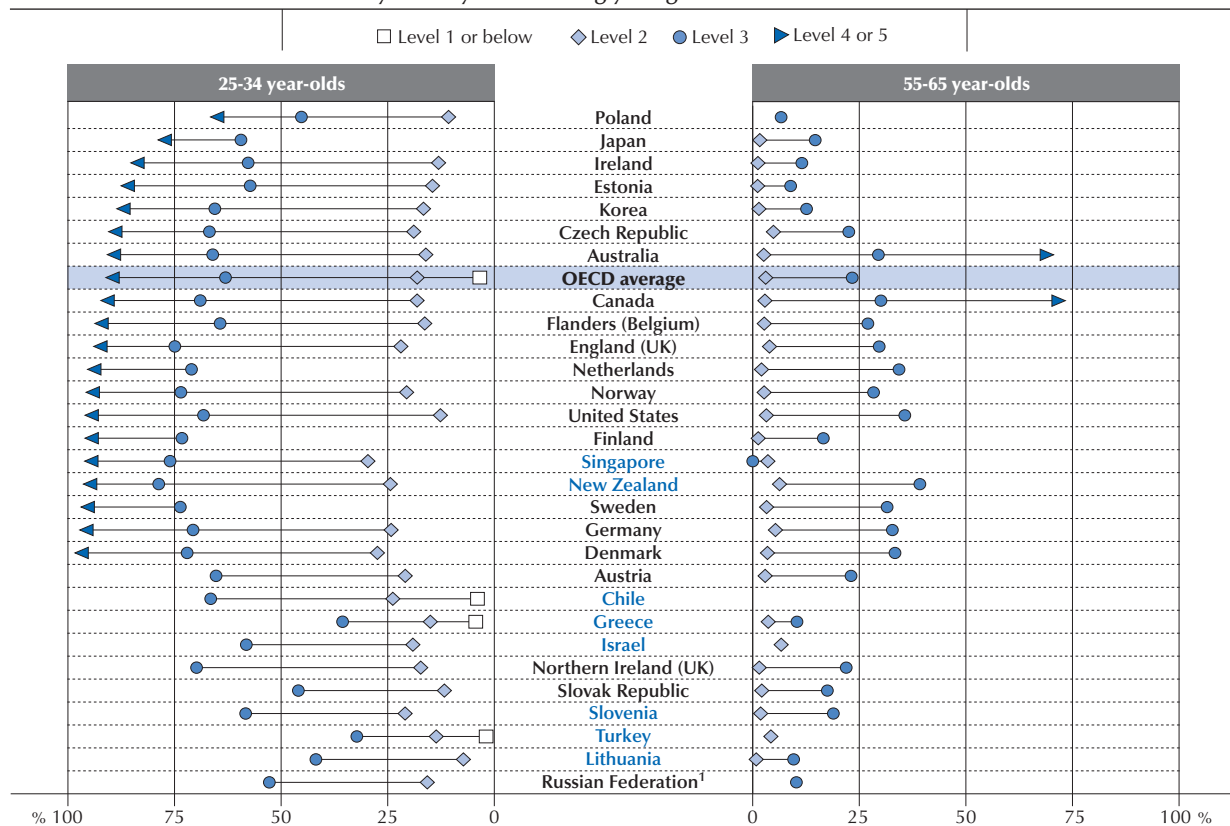 Level 1 or below Level 2 Level 3 Level 4 or 5
25-34 year-olds 55-65 year-olds
Poland
Japan
Ireland
Estonia
Korea
Czech Republic
Australia
OECD average
Canada
Flanders (Belgium)
England (UK)
Netherlands
Norway
United States
Finland
Singapore
New Zealand
Sweden
Germany
Denmark
Austria
Chile
Greece
Israel
Northern Ireland (UK)
Slovak Republic
Slovenia
Turkey
Lithuania
Russian Federation¹
% 100 75 50 25 0 0 25 50 75 100 %